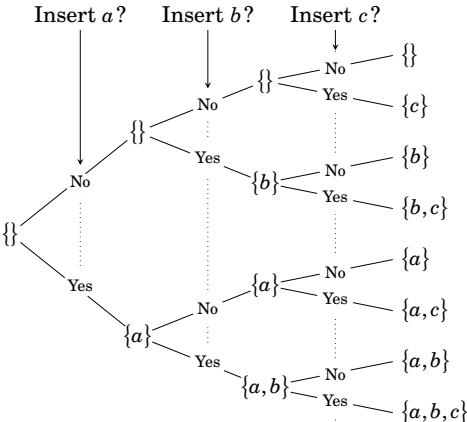 Insert a? Insert b? Insert c?
{}
No
{} Yes
No {c}
{}
Yes No {b}
{b}
No Yes {b,c}
{}
No {a}
Yes {a}
No Yes {a,c}
{a}
Yes No {a,b}
{a,b}
Yes {a,b,c}